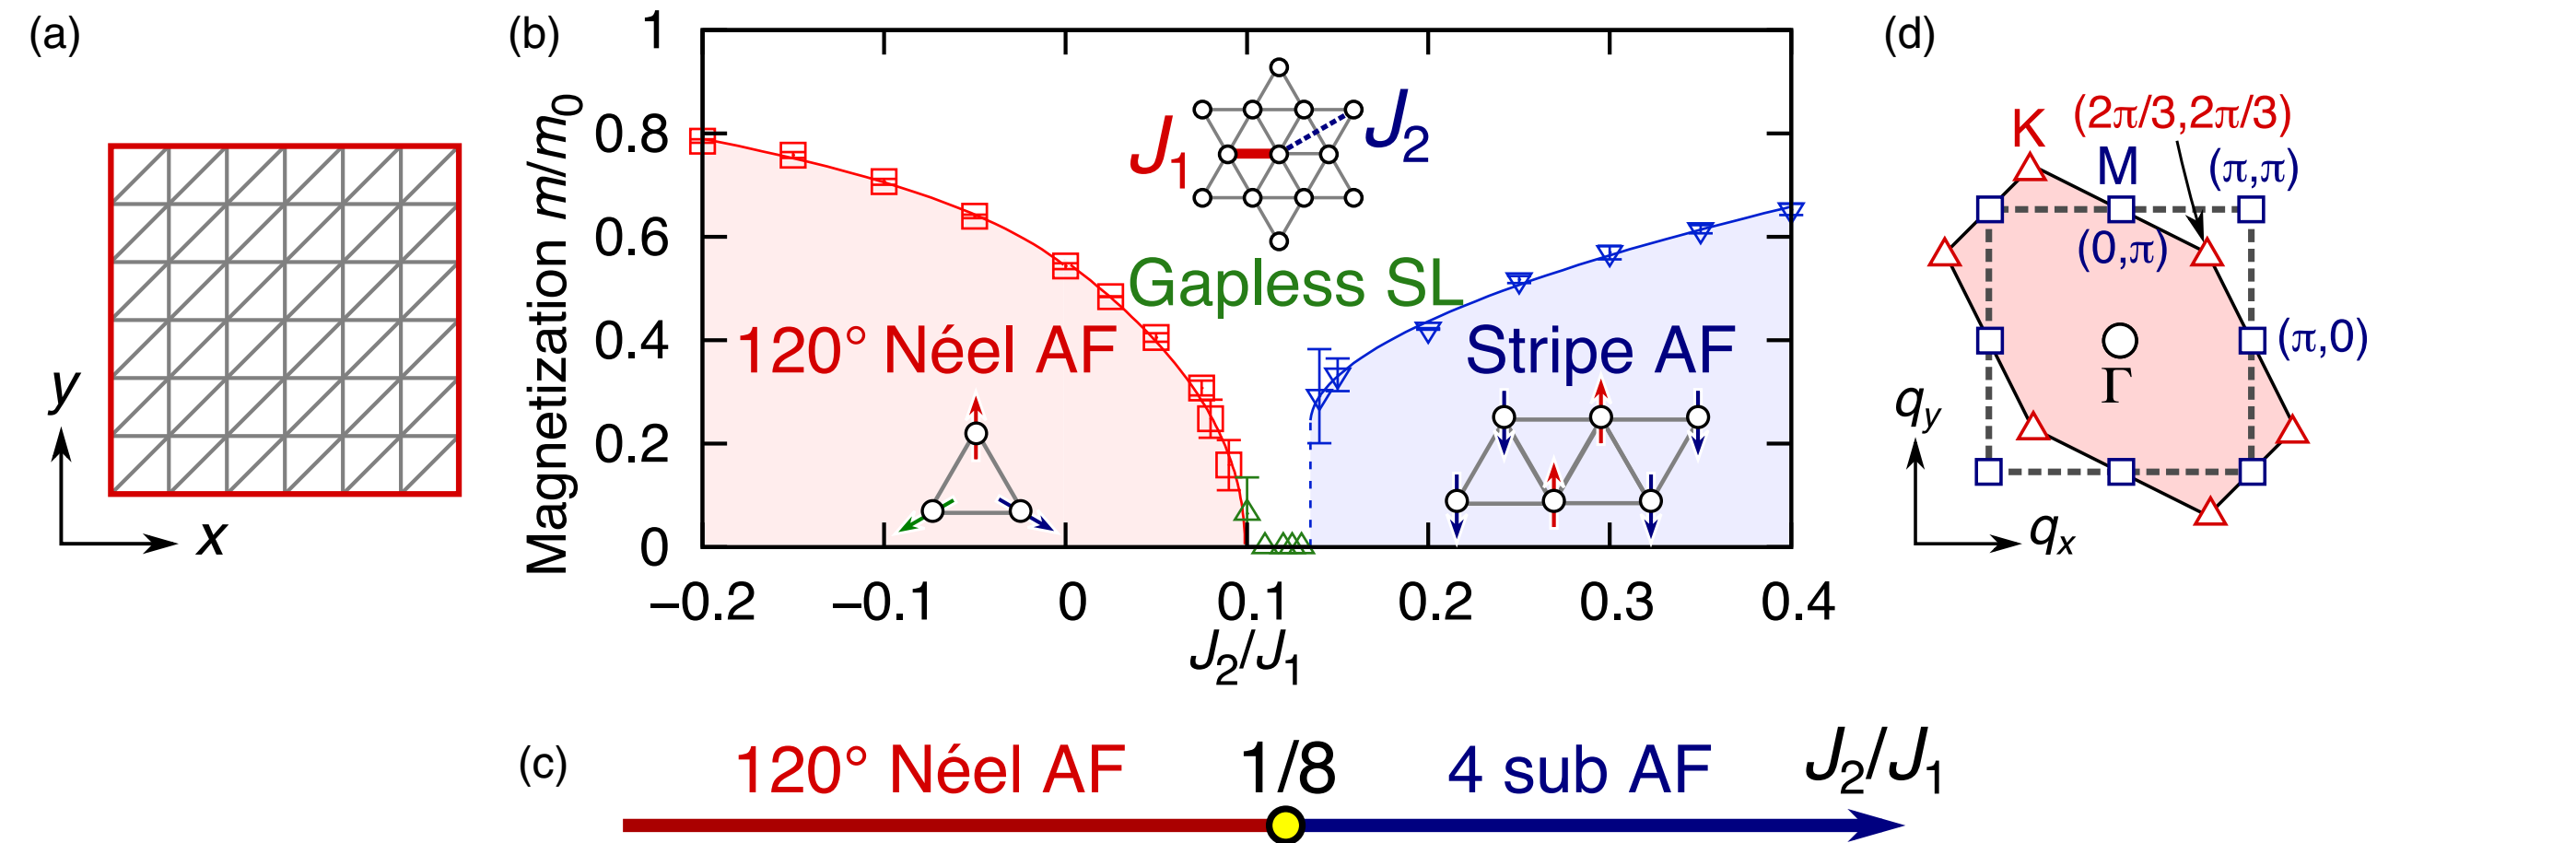 (a)
y
x
(b)
Magnetization m/m₀
1
0.8
0.6
0.4
0.2
0
−0.2 −0.1 0 0.1 0.2 0.3 0.4
J₂/J₁
J₁ J₂
Gapless SL
120° Néel AF
Stripe AF
(c)
120° Néel AF 1/8 4 sub AF J₂/J₁
(d)
K (2π/3,2π/3)
M (π,π)
(0,π)
(π,0)
Γ
q_y
q_x